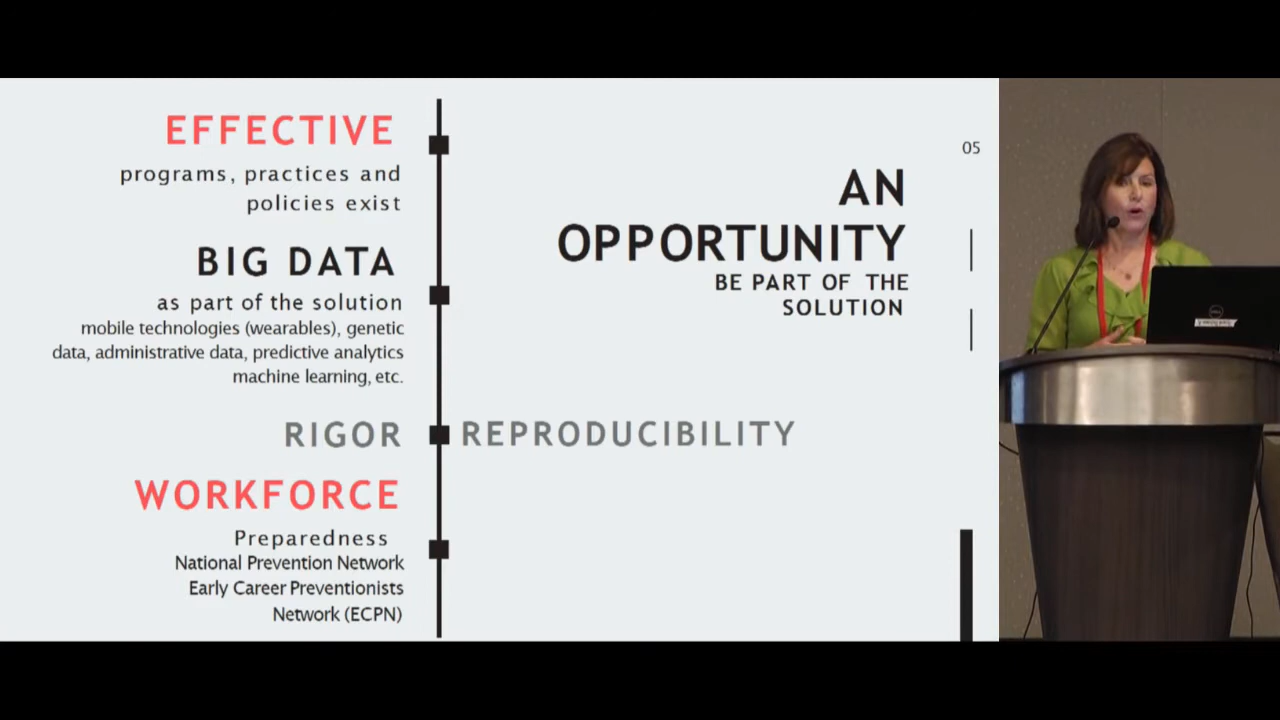 EFFECTIVE
programs, practices and
policies exist
BIG DATA
as part of the solution
mobile technologies (wearables), genetic
data, administrative data, predictive analytics
machine learning, etc.
RIGOR REPRODUCIBILITY
WORKFORCE
Preparedness
National Prevention Network
Early Career Preventionists
Network (ECPN)
05
AN
OPPORTUNITY
BE PART OF THE
SOLUTION